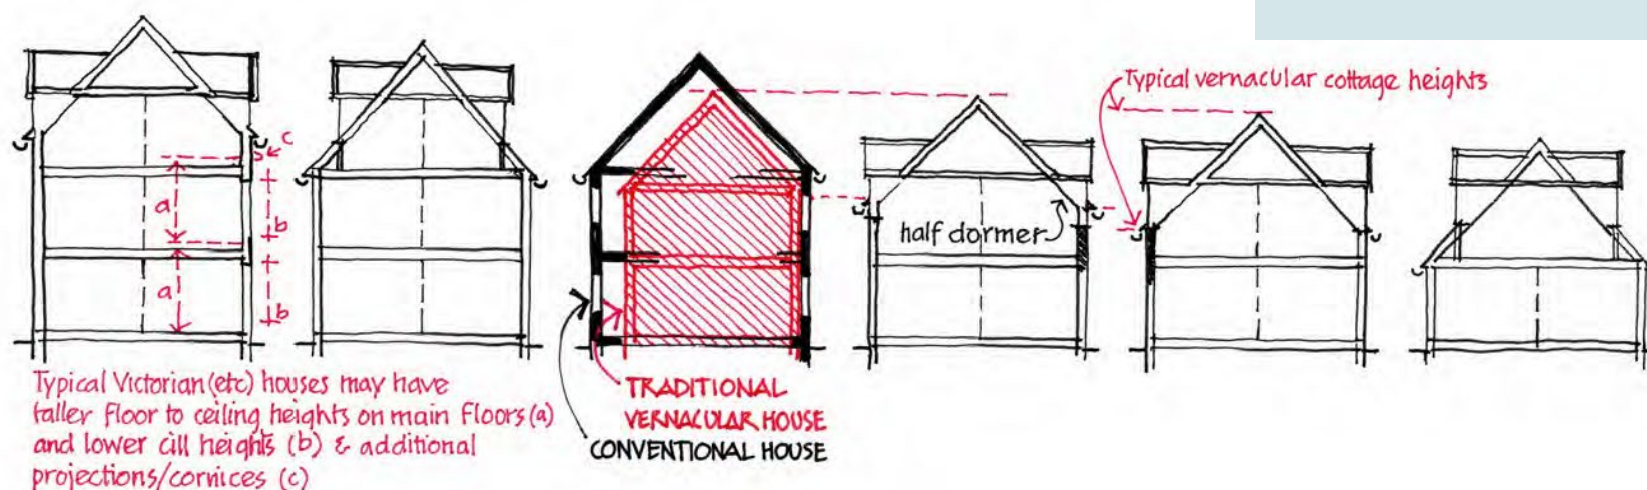 c
a
b
a
b
Typical Victorian(etc) houses may have
taller floor to ceiling heights on main floors (a)
and lower cill heights (b) & additional
projections/cornices (c)
TRADITIONAL
VERNACULAR HOUSE
CONVENTIONAL HOUSE
half dormer
Typical vernacular cottage heights